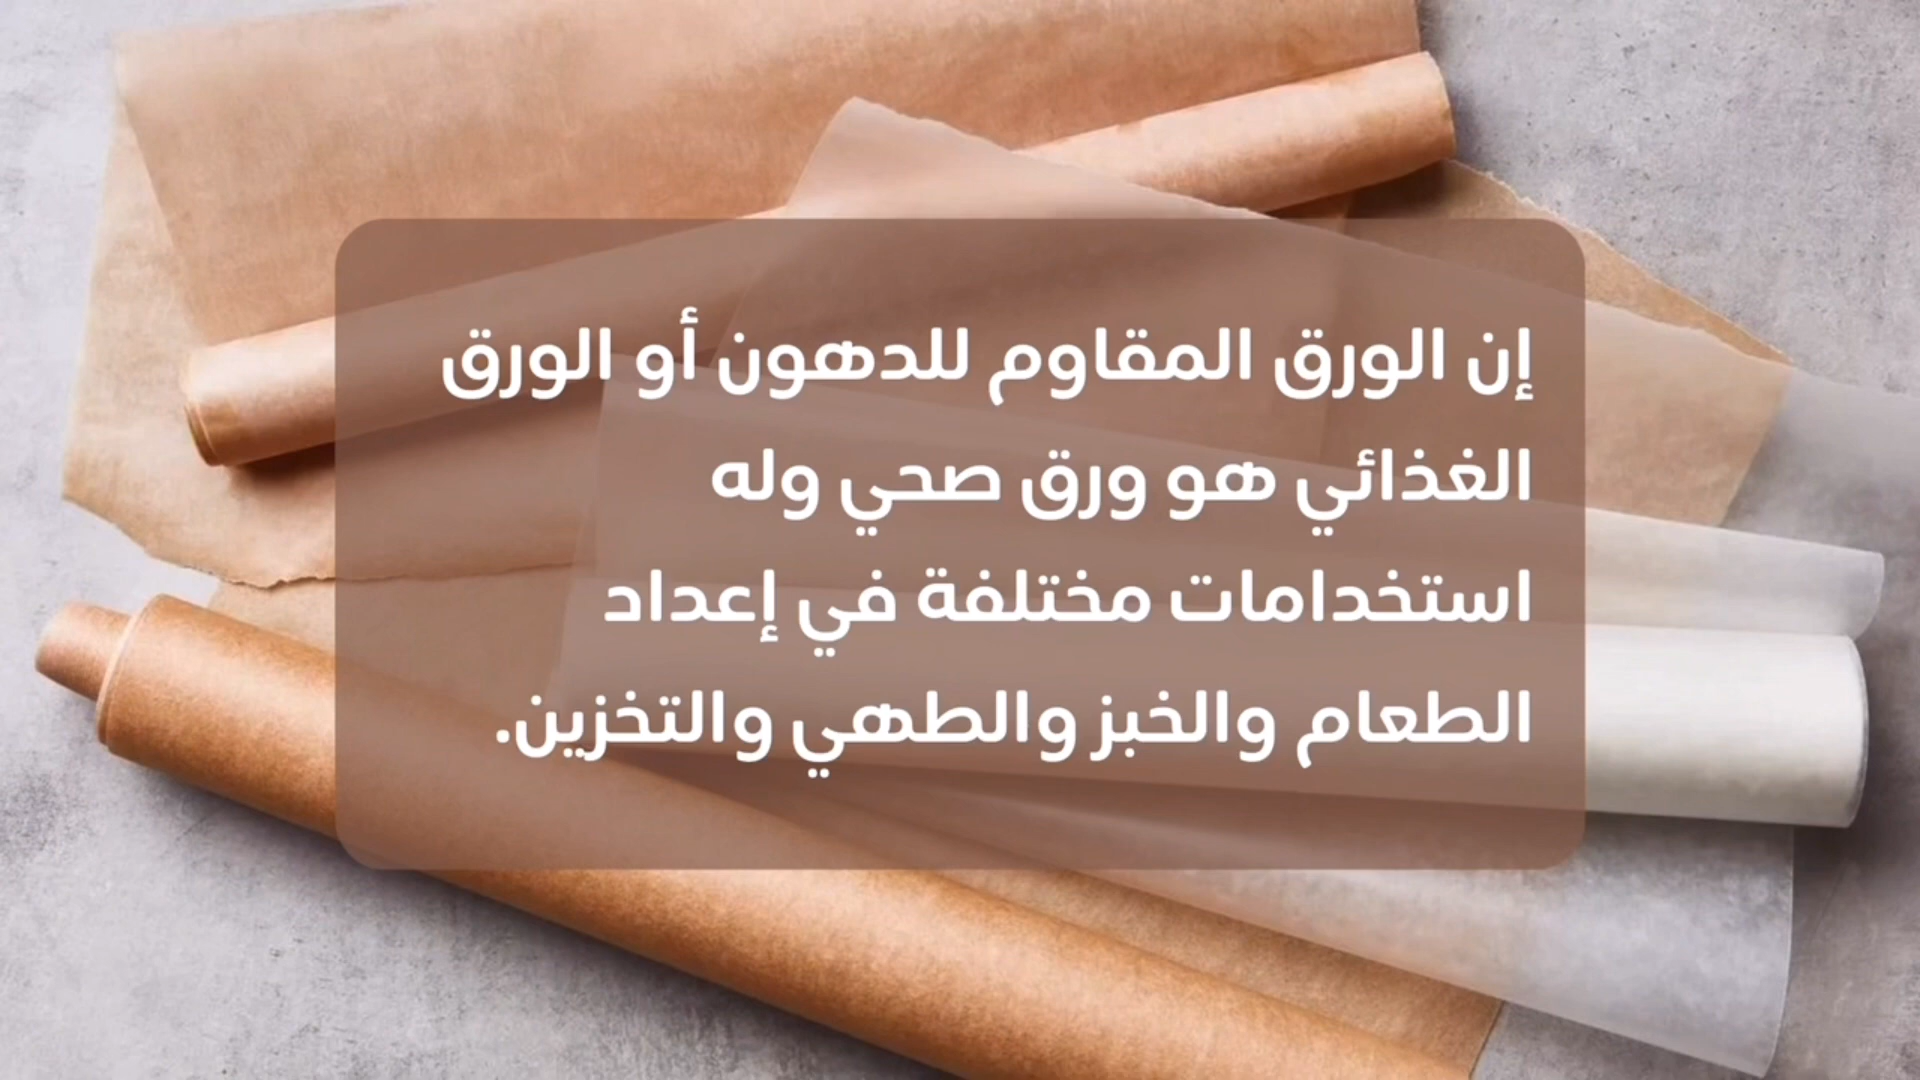 إن الورق المقاوم للدهون أو الورق
الغذائي هو ورق صحي وله
استخدامات مختلفة في إعداد
الطعام والخبز والطهي والتخزين.